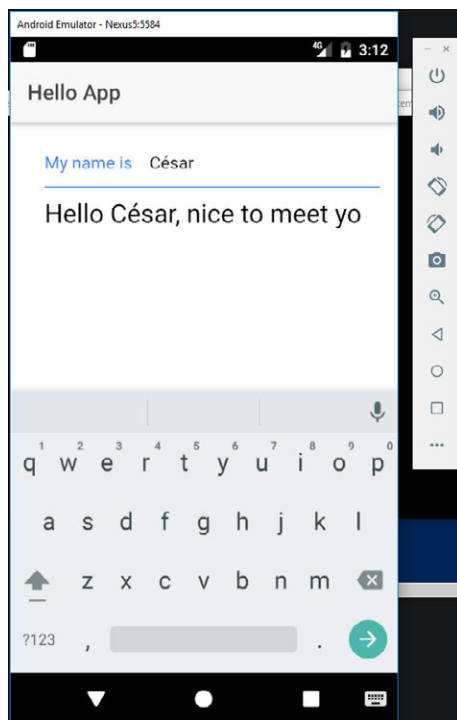 Android Emulator - Nexus5:5584
4G 3:12
Hello App
My name is César
Hello César, nice to meet yo
1 2 3 4 5 6 7 8 9 0
q w e r t y u i o p
a s d f g h j k l
z x c v b n m
?123 , .